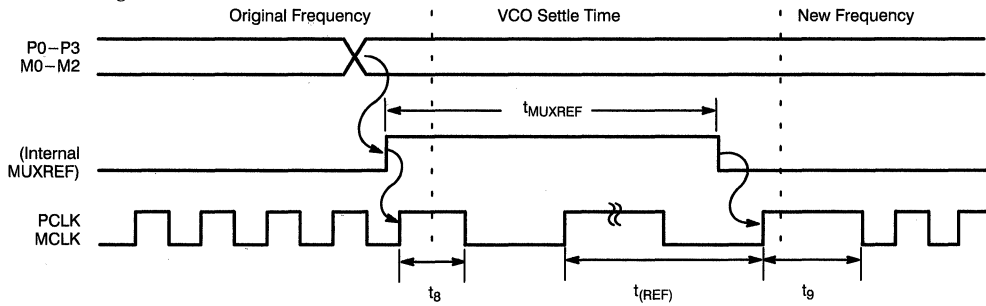 Original Frequency VCO Settle Time New Frequency
P0–P3
M0–M2
tMUXREF
(Internal
MUXREF)
PCLK
MCLK
t8 t(REF) t9